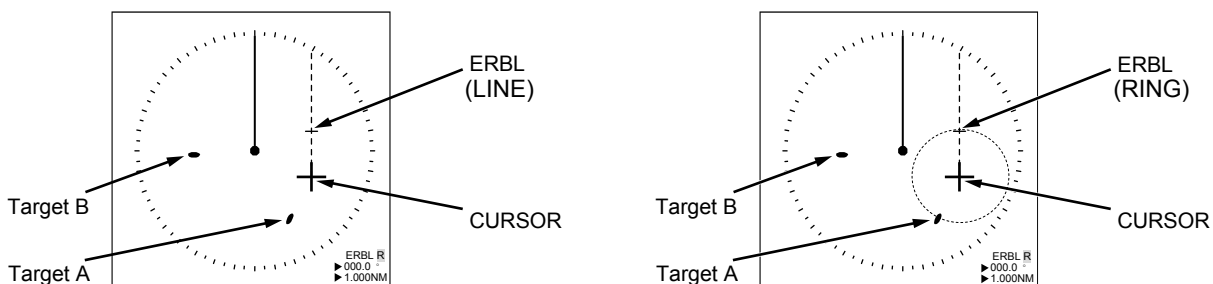 ERBL
(LINE)
Target B
CURSOR
Target A
ERBL R
▶000.0 °
▶1.000NM
ERBL
(RING)
Target B
CURSOR
Target A
ERBL R
▶000.0 °
▶1.000NM